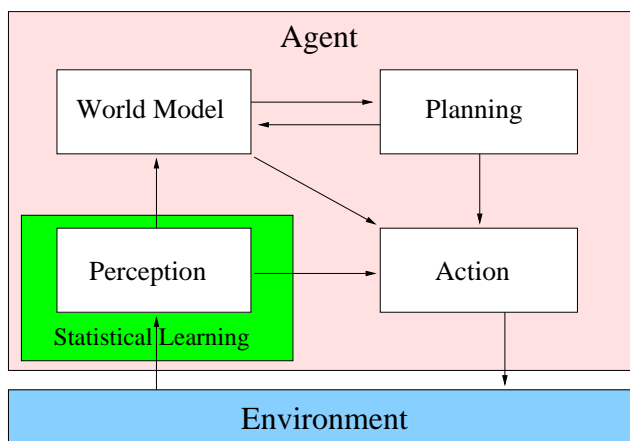 Agent
World Model
Planning
Perception
Action
Statistical Learning
Environment